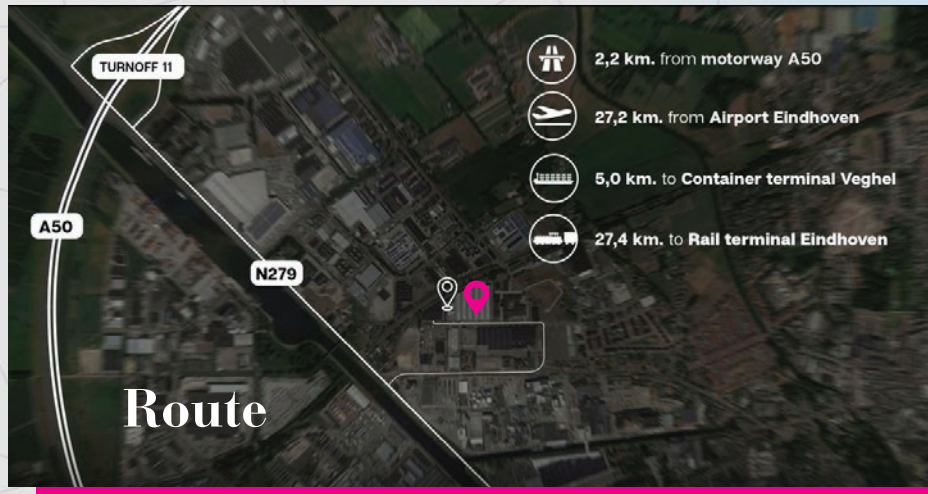 TURNOFF 11
2,2 km. from motorway A50
27,2 km. from Airport Eindhoven
5,0 km. to Container terminal Veghel
27,4 km. to Rail terminal Eindhoven
A50
N279
Route